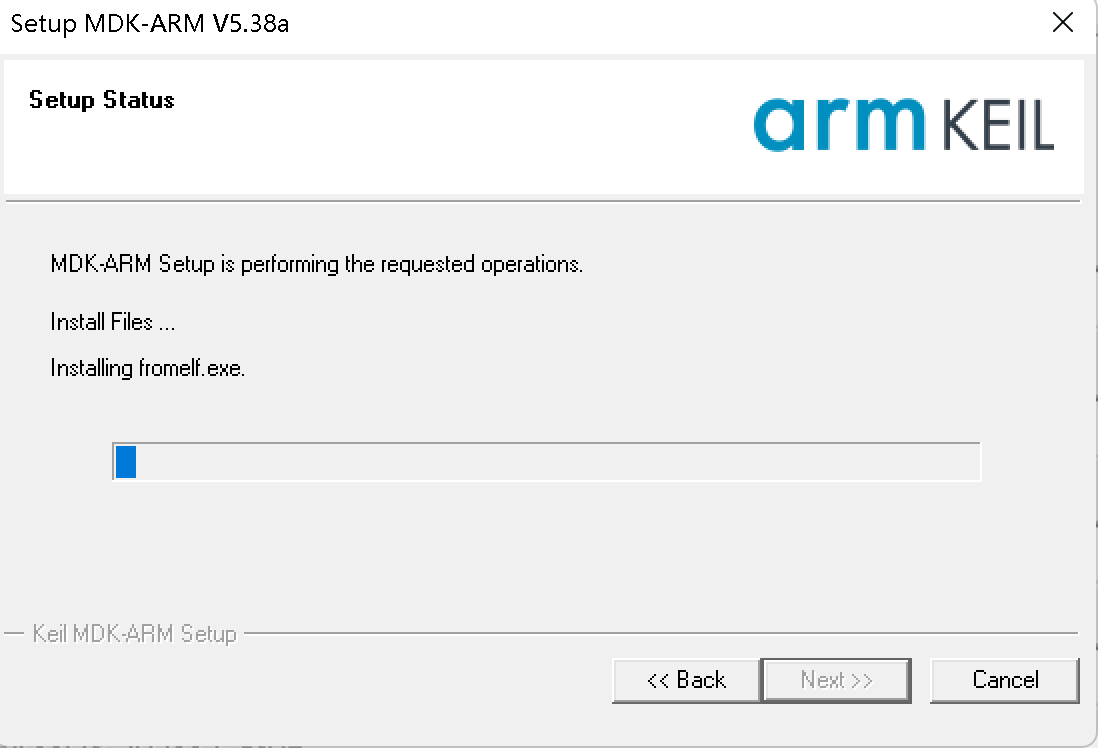 Setup MDK-ARM V5.38a
Setup Status
arm KEIL
MDK-ARM Setup is performing the requested operations.
Install Files ...
Installing fromelf.exe.
Keil MDK-ARM Setup
<< Back Next >> Cancel